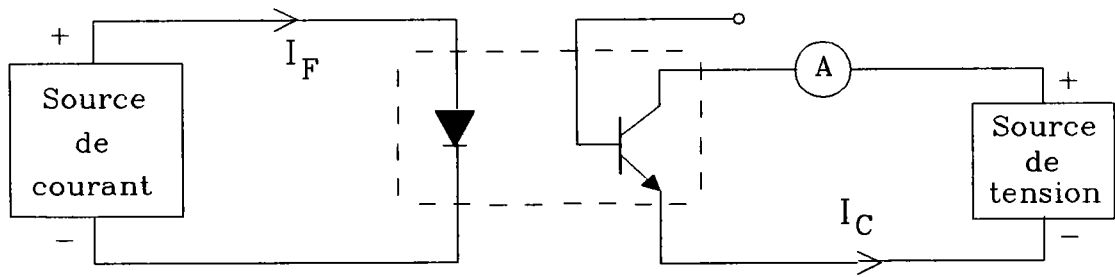 +
I_F
Source
de
courant
−
A
+
Source
de
tension
−
I_C